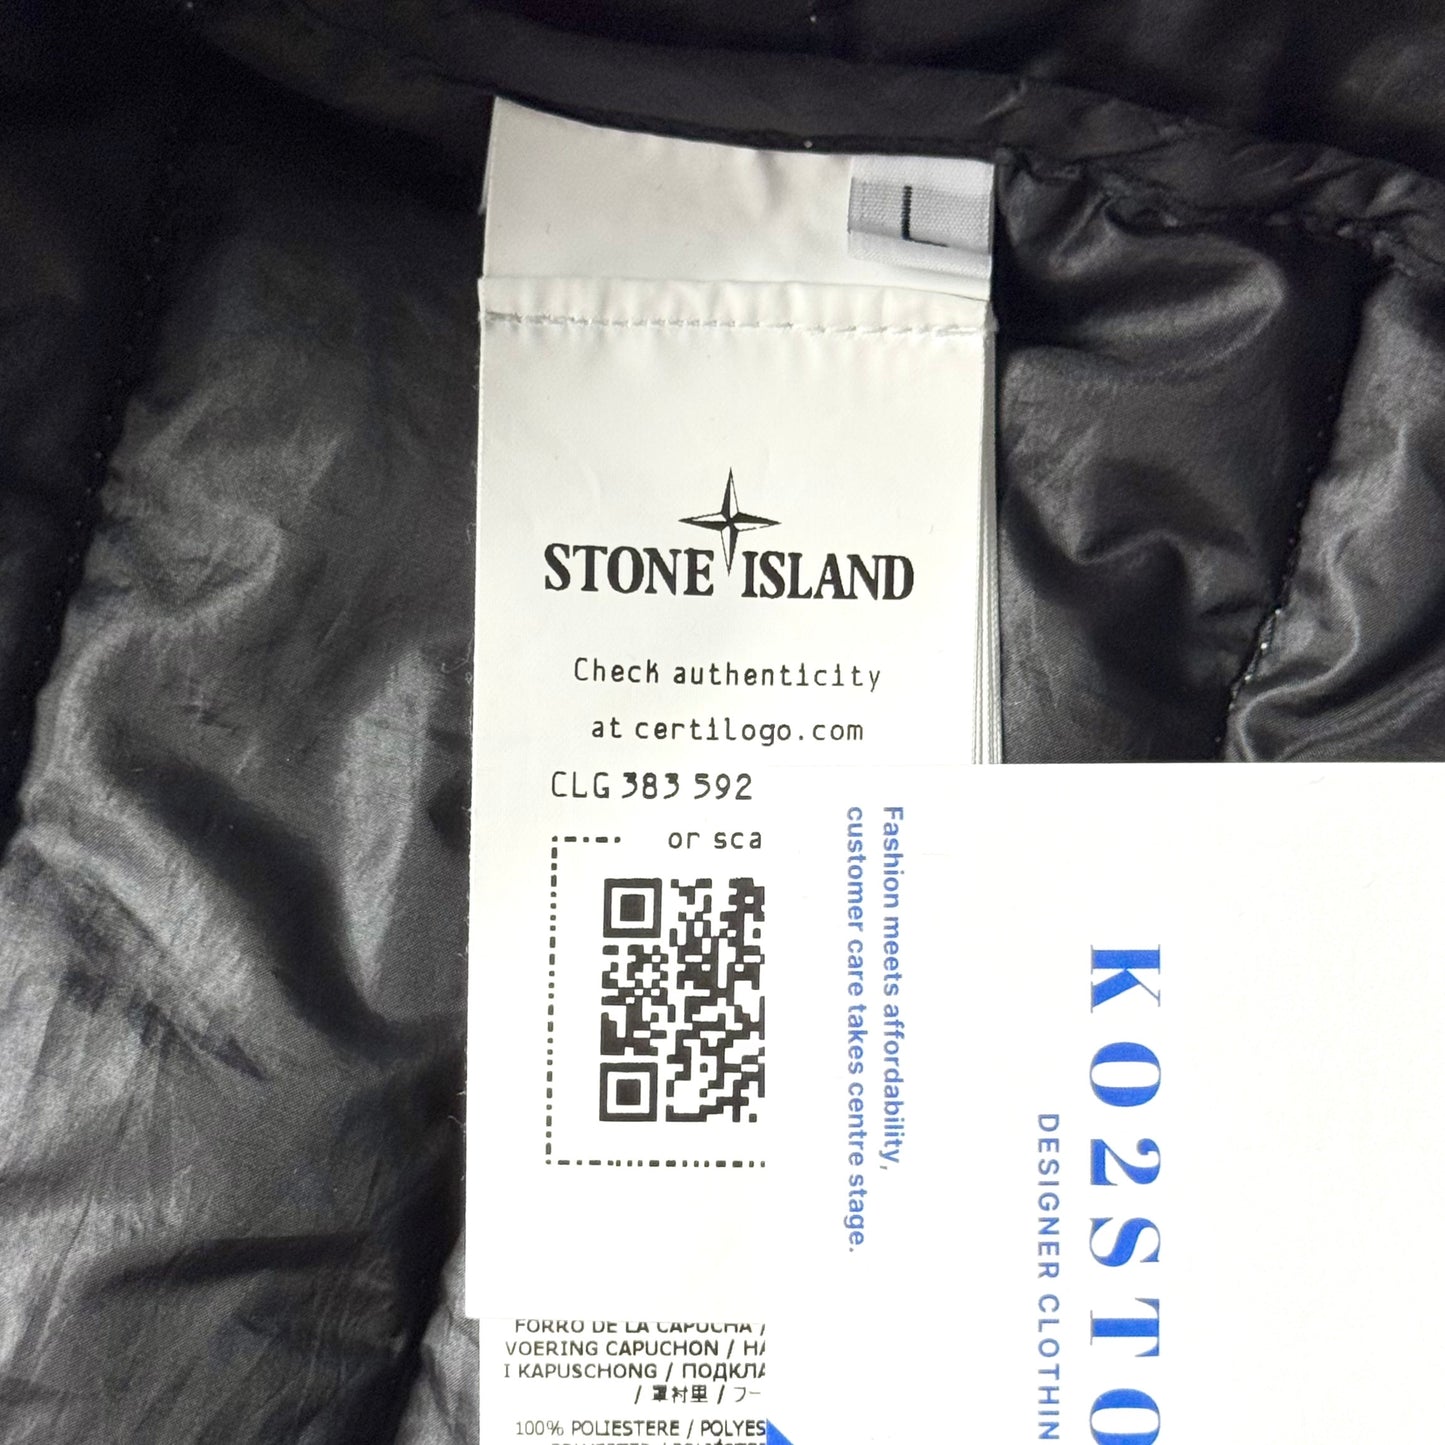 L
STONE ISLAND
Check authenticity
at certilogo.com
CLG 383 592
or sca
FORRO DE LA CAPUCHA /
VOERING CAPUCHON / HA
I KAPUSCHONG / ПОДКЛА
/ 罩衬里 / フー
100% POLIESTERE / POLYES
Fashion meets affordability,
customer care takes centre stage.
KO2STO
DESIGNER CLOTHIN